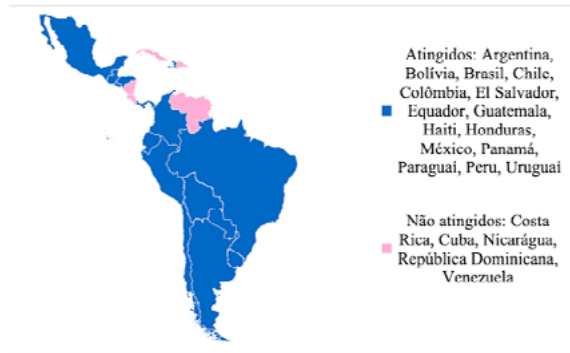 Atingidos: Argentina,
Bolívia, Brasil, Chile,
Colômbia, El Salvador,
Equador, Guatemala,
Haiti, Honduras,
México, Panamá,
Paraguai, Peru, Uruguai
Não atingidos: Costa
Rica, Cuba, Nicarágua,
República Dominicana,
Venezuela